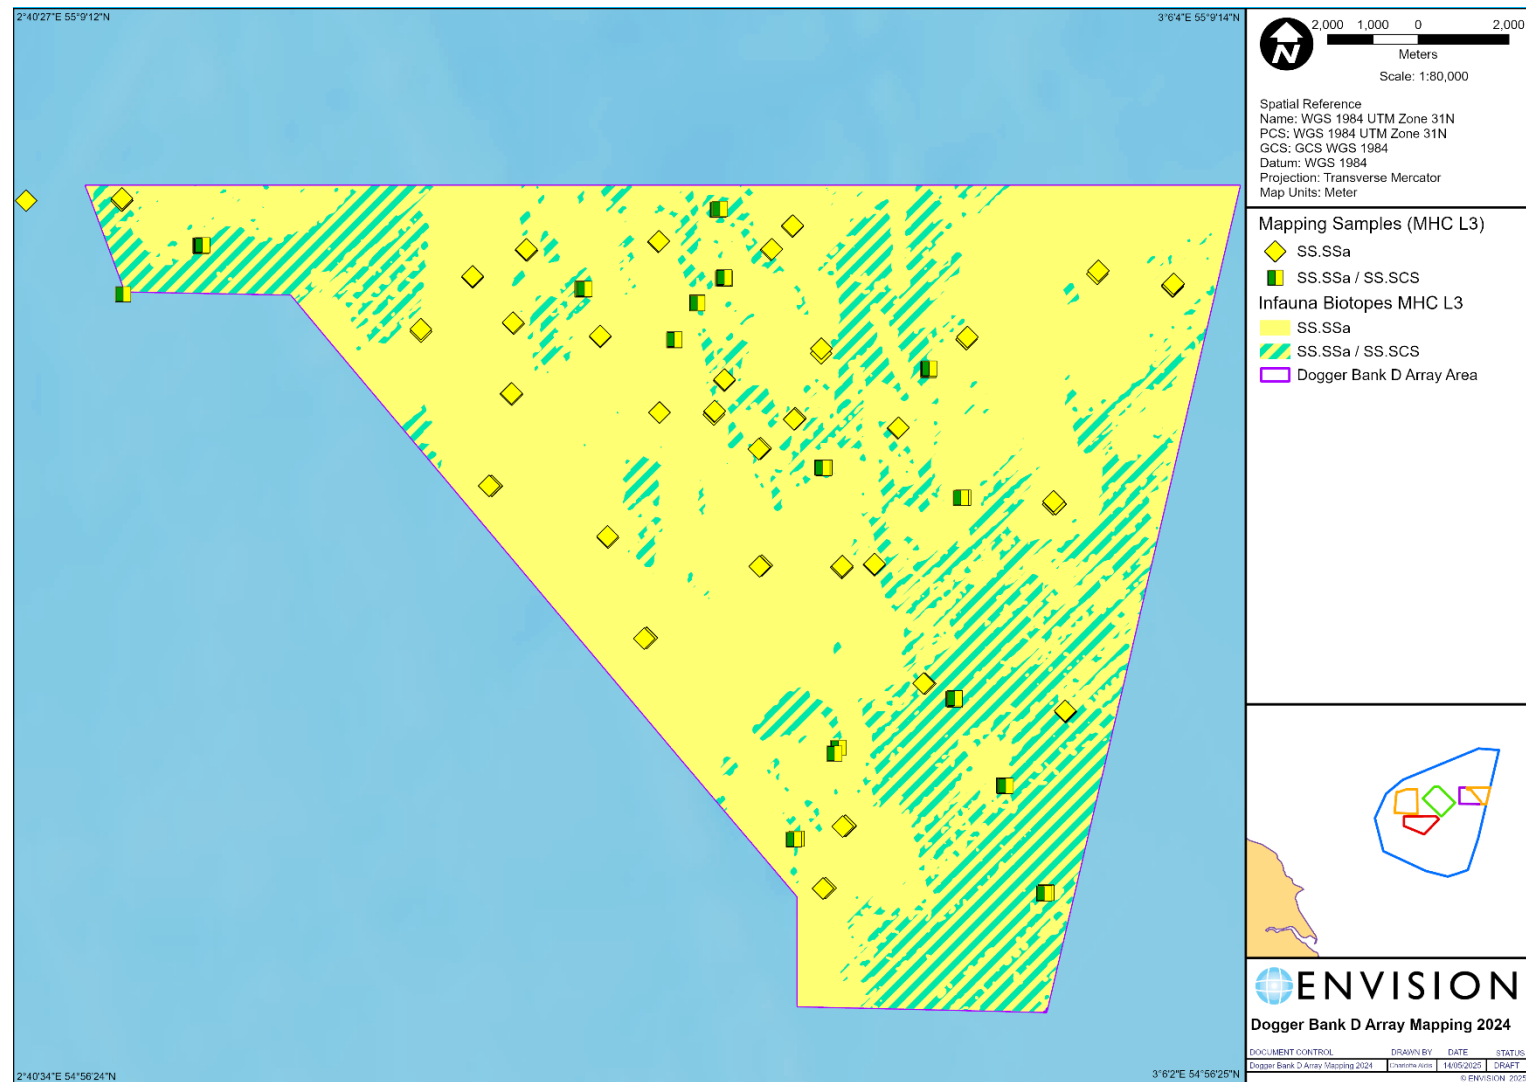 2°40'27"E 55°9'12"N
3°6'4"E 55°9'14"N
2°40'34"E 54°56'24"N
3°6'2"E 54°56'25"N
N
2,000 1,000 0 2,000
Meters
Scale: 1:80,000
Spatial Reference
Name: WGS 1984 UTM Zone 31N
PCS: WGS 1984 UTM Zone 31N
GCS: GCS WGS 1984
Datum: WGS 1984
Projection: Transverse Mercator
Map Units: Meter
Mapping Samples (MHC L3)
SS.SSa
SS.SSa / SS.SCS
Infauna Biotopes MHC L3
SS.SSa
SS.SSa / SS.SCS
Dogger Bank D Array Area
ENVISION
Dogger Bank D Array Mapping 2024
DOCUMENT CONTROL DRAWN BY DATE STATUS
Dogger Bank D Array Mapping 2024 Charlotte 14/05/2025 DRAFT
© ENVISION 2025